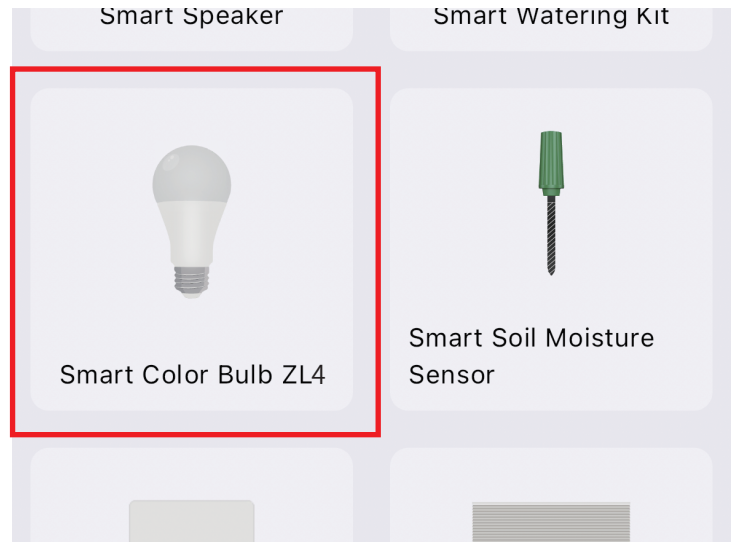 Smart Speaker
Smart Watering Kit
Smart Color Bulb ZL4
Smart Soil Moisture
Sensor